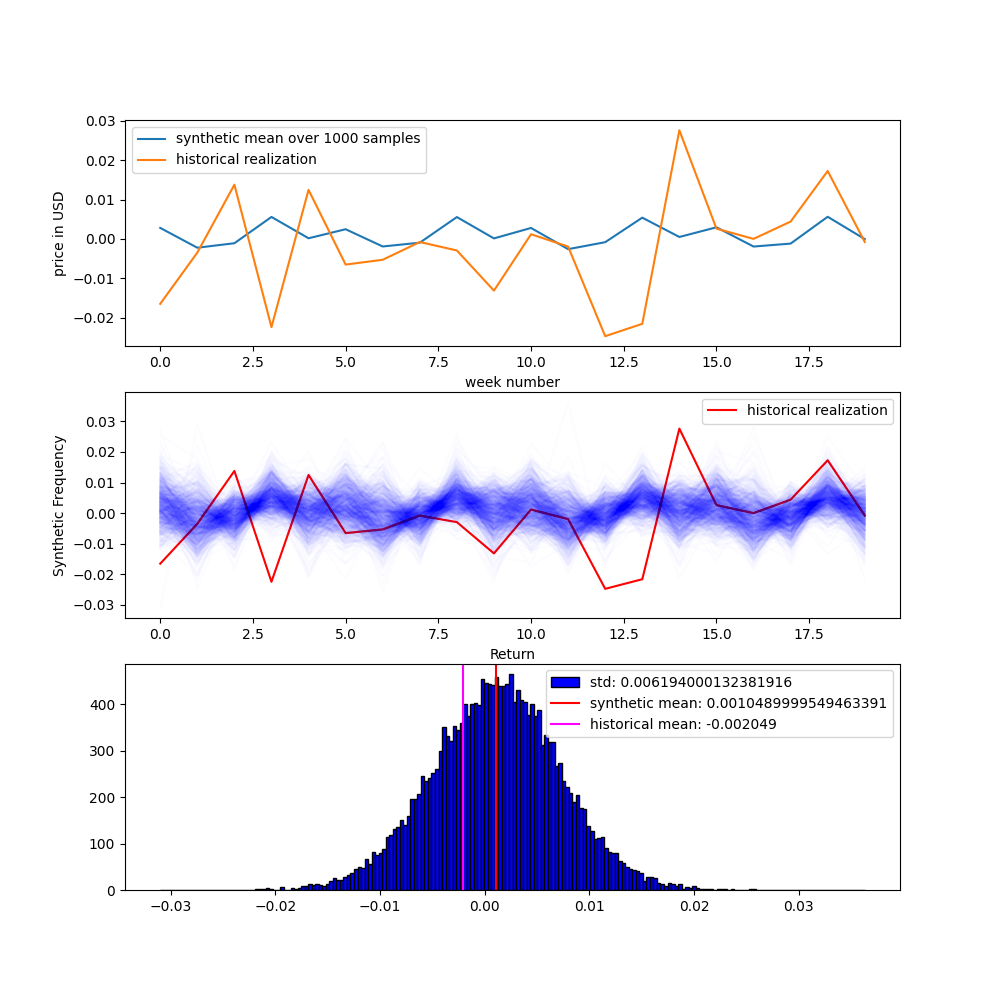 synthetic mean over 1000 samples
historical realization
price in USD
0.03
0.02
0.01
0.00
−0.01
−0.02
0.0 2.5 5.0 7.5 10.0 12.5 15.0 17.5
week number
historical realization
Synthetic Frequency
0.03
0.02
0.01
0.00
−0.01
−0.02
−0.03
0.0 2.5 5.0 7.5 10.0 12.5 15.0 17.5
Return
std: 0.006194000132381916
synthetic mean: 0.0010489999549463391
historical mean: -0.002049
400
300
200
100
0
−0.03 −0.02 −0.01 0.00 0.01 0.02 0.03